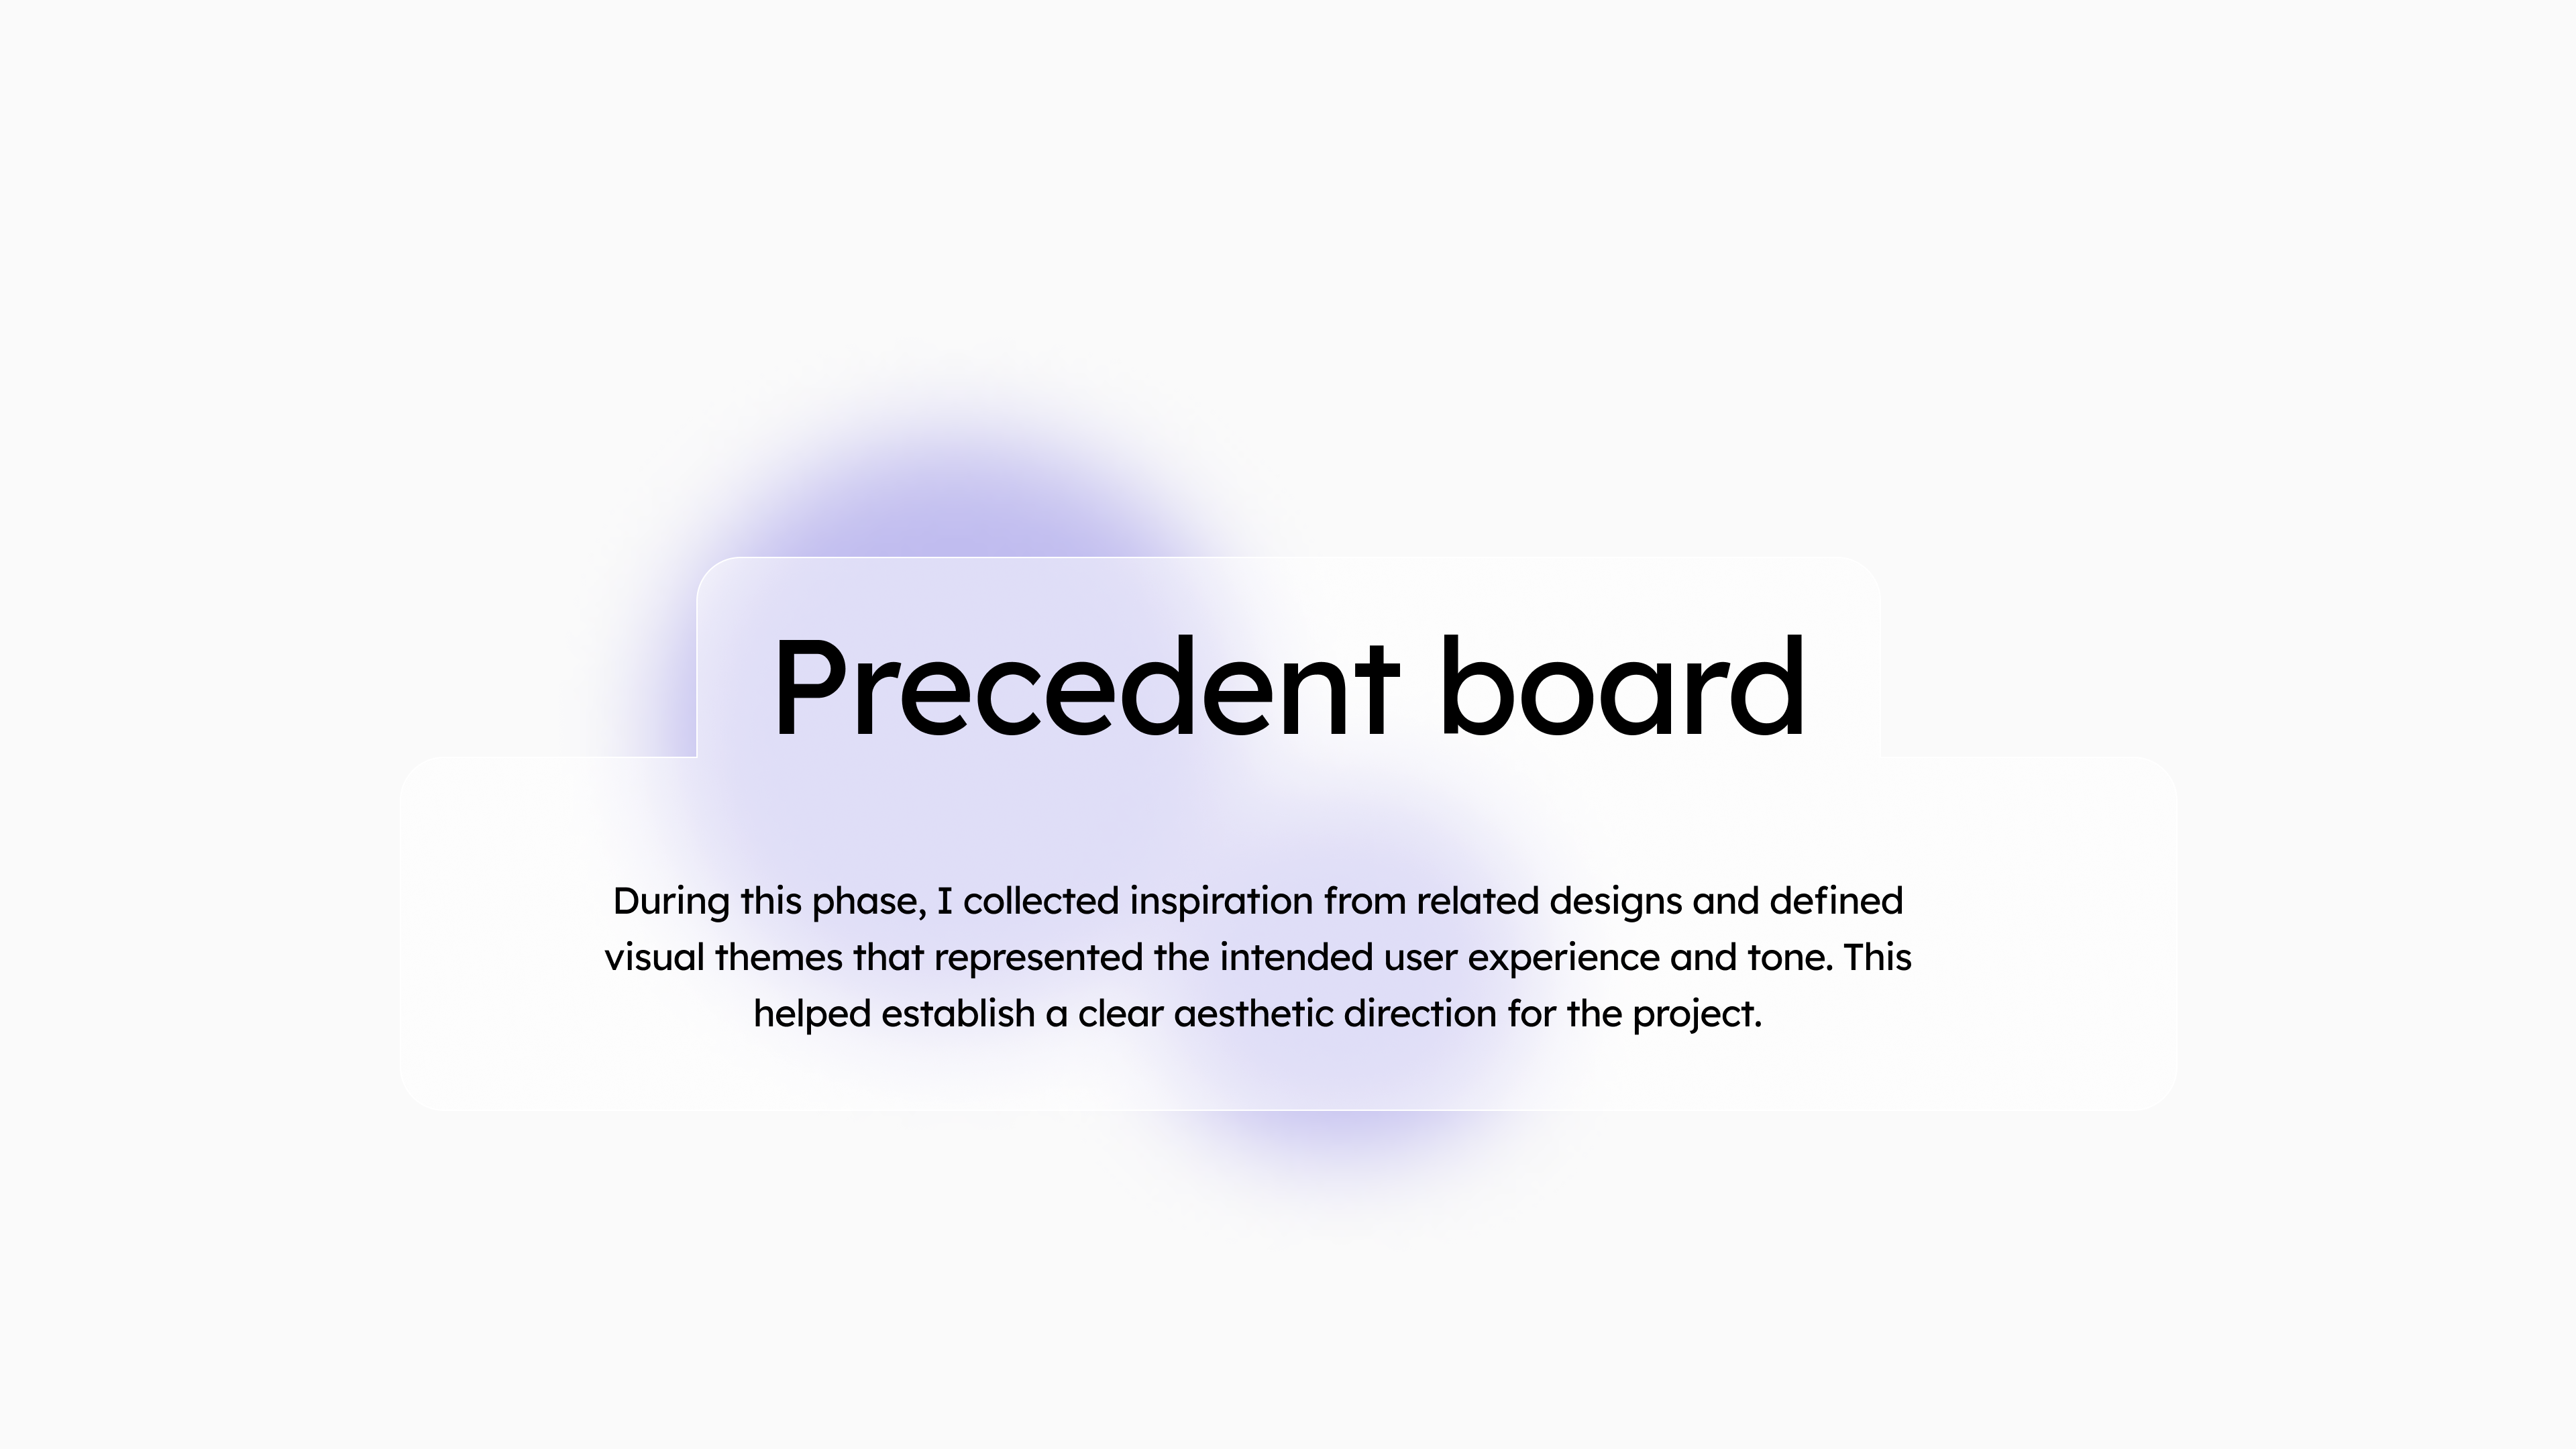 Precedent board
During this phase, I collected inspiration from related designs and defined
visual themes that represented the intended user experience and tone. This
helped establish a clear aesthetic direction for the project.